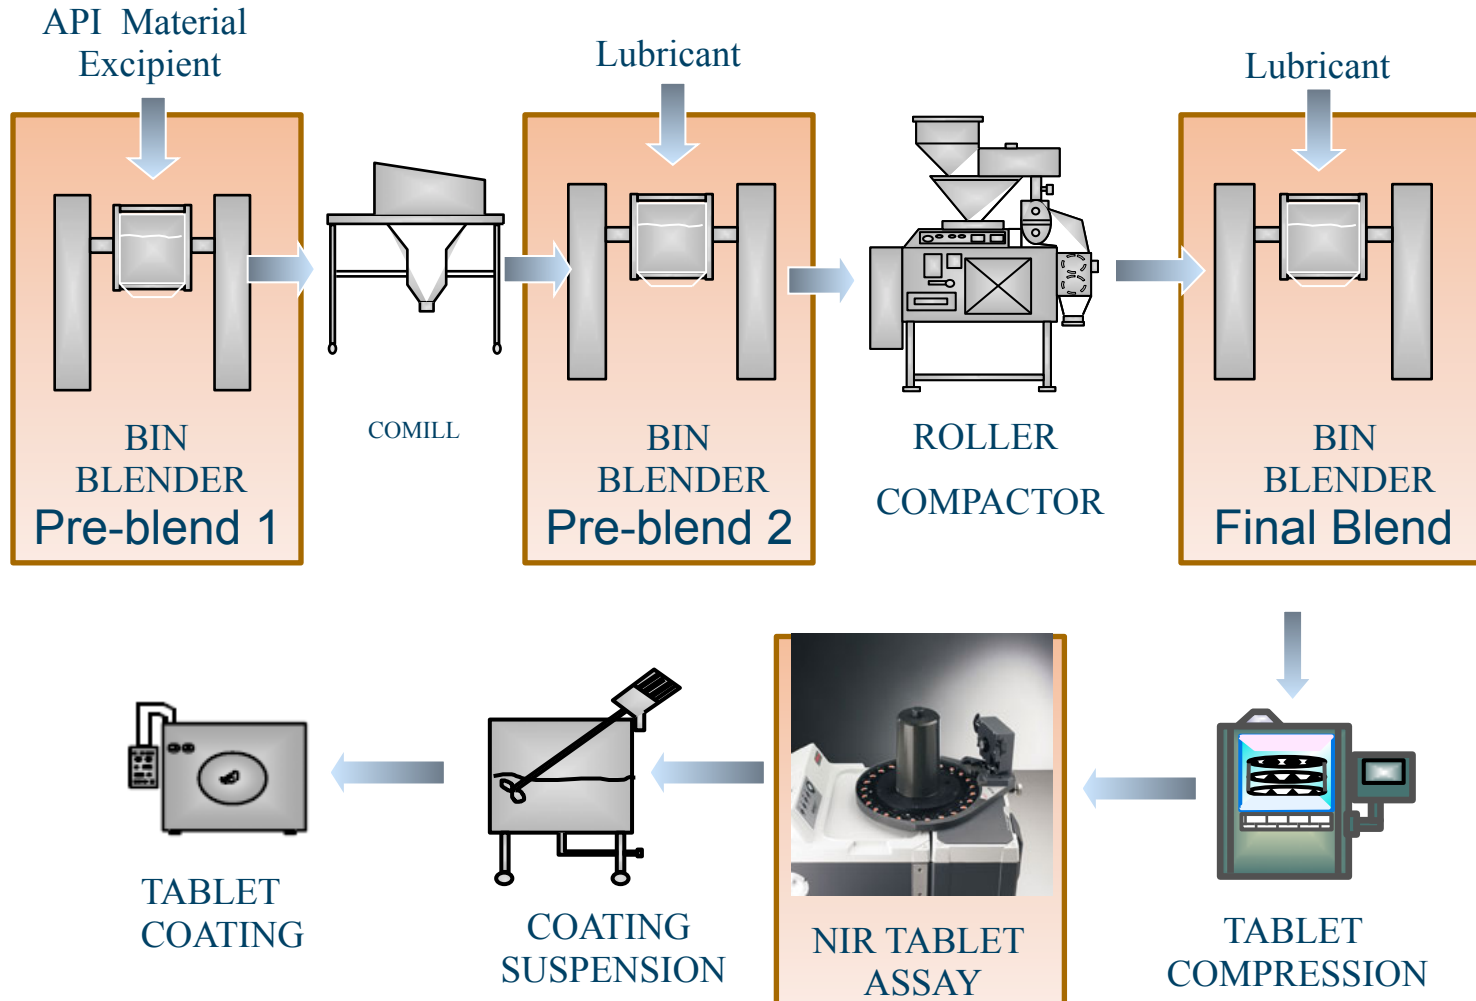 API Material
Excipient
Lubricant
Lubricant
BIN
BLENDER
Pre-blend 1
COMILL
BIN
BLENDER
Pre-blend 2
ROLLER
COMPACTOR
BIN
BLENDER
Final Blend
TABLET
COATING
COATING
SUSPENSION
NIR TABLET
ASSAY
TABLET
COMPRESSION